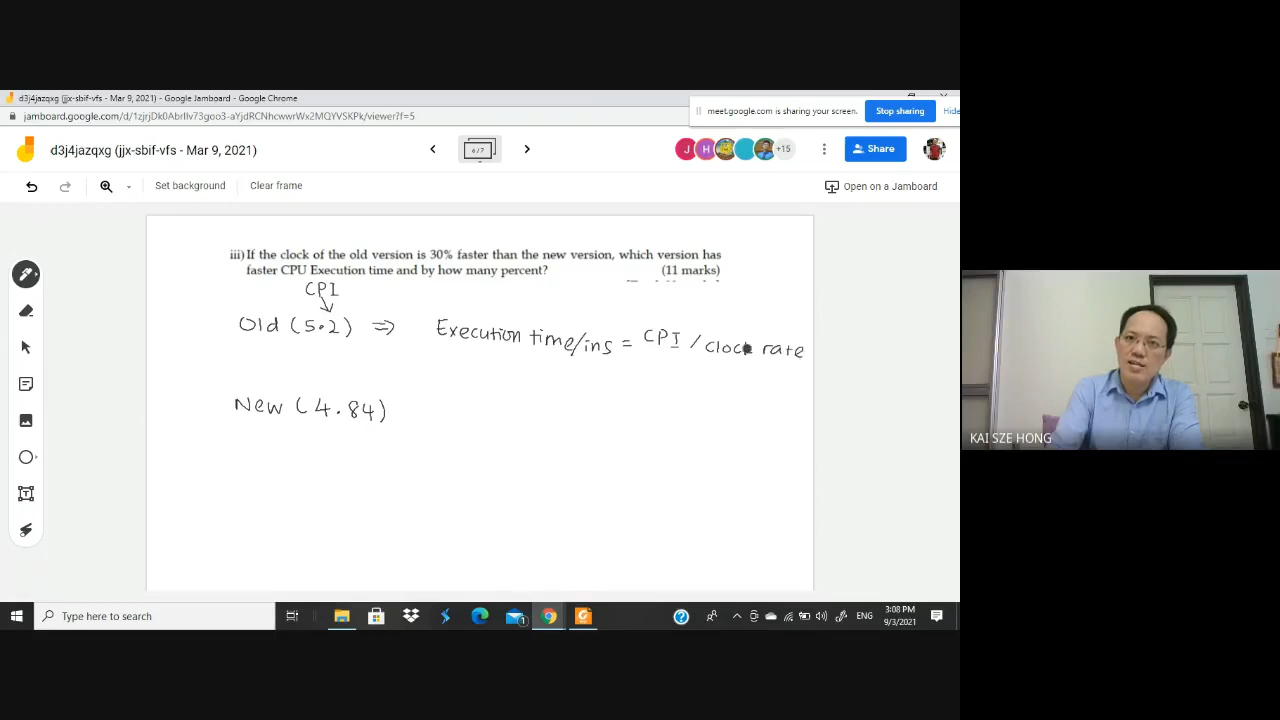 d3j4jazqxg (jjx-sbif-vfs - Mar 9, 2021) - Google Jamboard - Google Chrome
meet.google.com is sharing your screen.
Stop sharing
Hide
jamboard.google.com/d/1zjrjDk0AbrIlv73goo3-aYjdRCNhcwwrWx2MQYVSKPk/viewer?f=5
d3j4jazqxg (jjx-sbif-vfs - Mar 9, 2021)
6/7
J
H
+15
Share
Set background
Clear frame
Open on a Jamboard
iii) If the clock of the old version is 30% faster than the new version, which version has
faster CPU Execution time and by how many percent?
(11 marks)
CPI
Old (5.2) ⇒ Execution time/ins = CPI / clock rate
New (4.84)
KAI SZE HONG
Type here to search
1
ENG
3:08 PM
9/3/2021